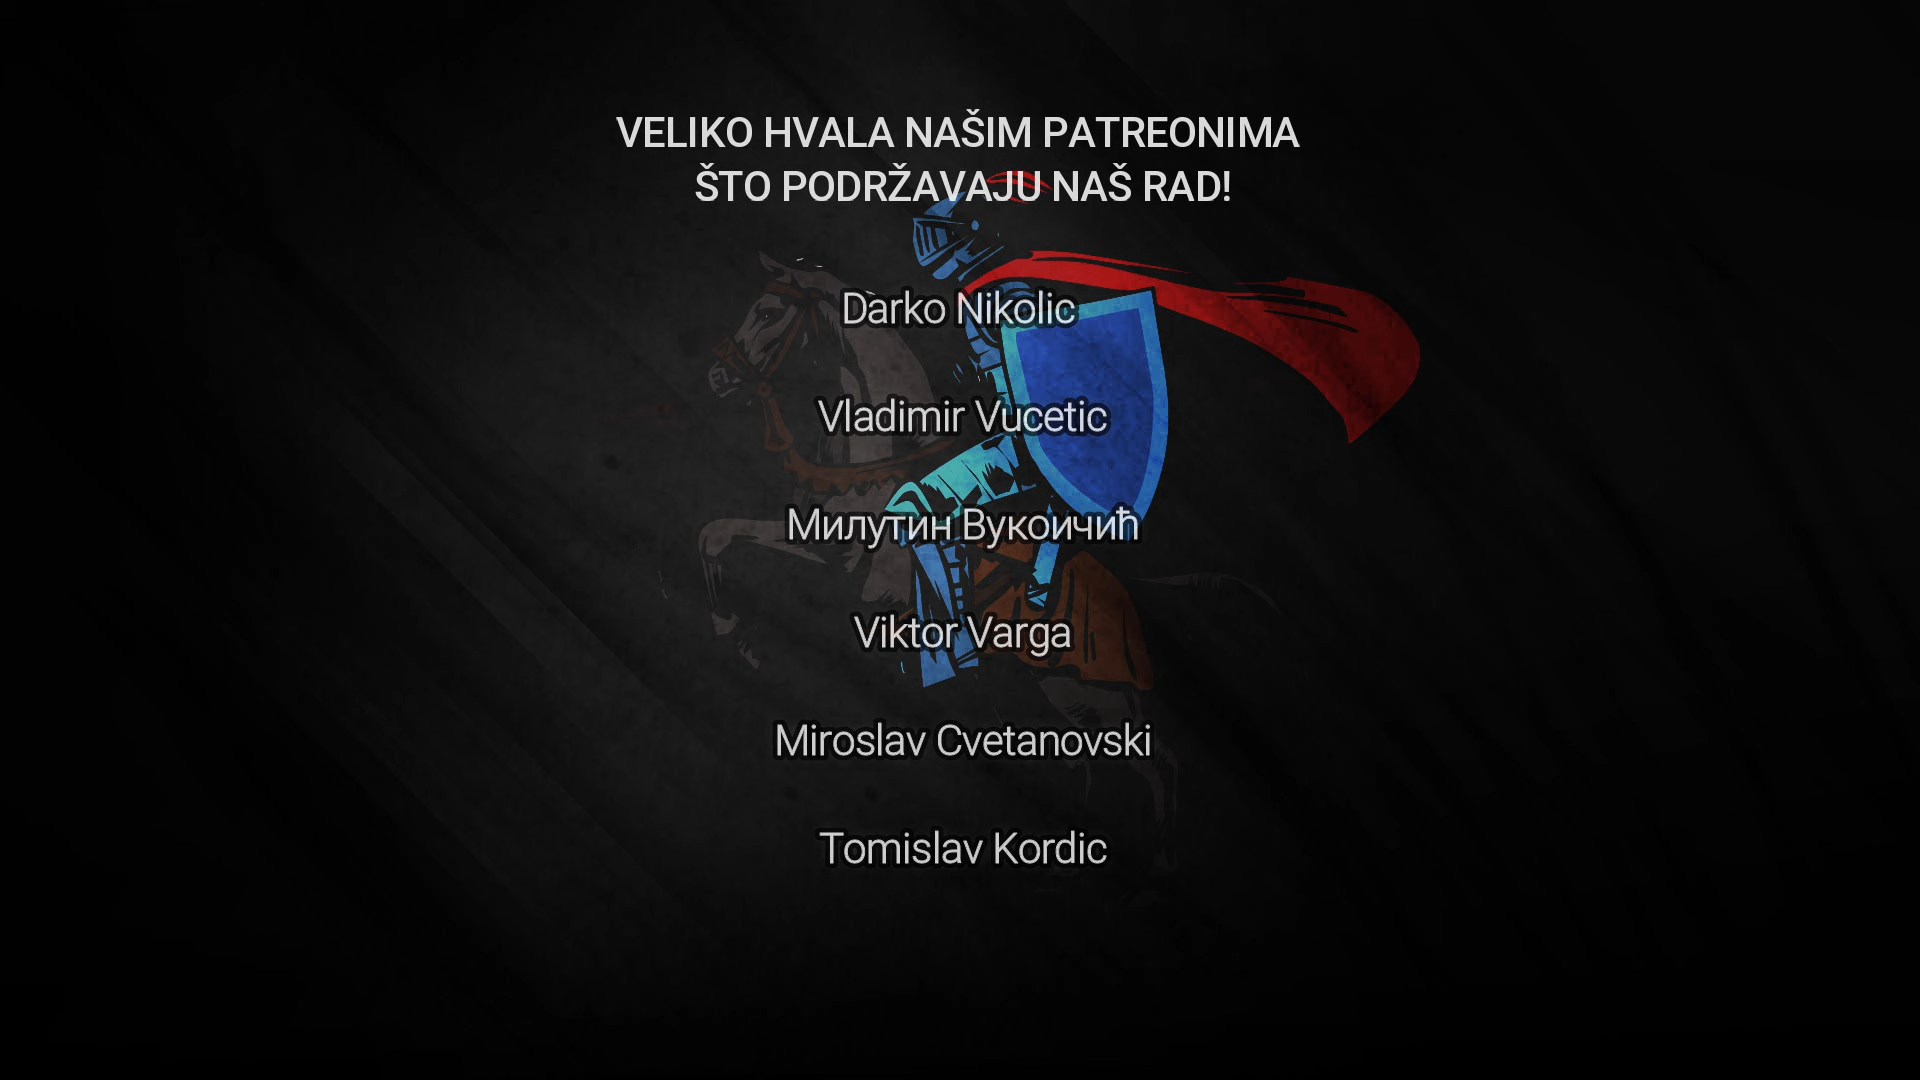 VELIKO HVALA NAŠIM PATREONIMA
ŠTO PODRŽAVAJU NAŠ RAD!
Darko Nikolic
Vladimir Vucetic
Милутин Вукоичић
Viktor Varga
Miroslav Cvetanovski
Tomislav Kordic